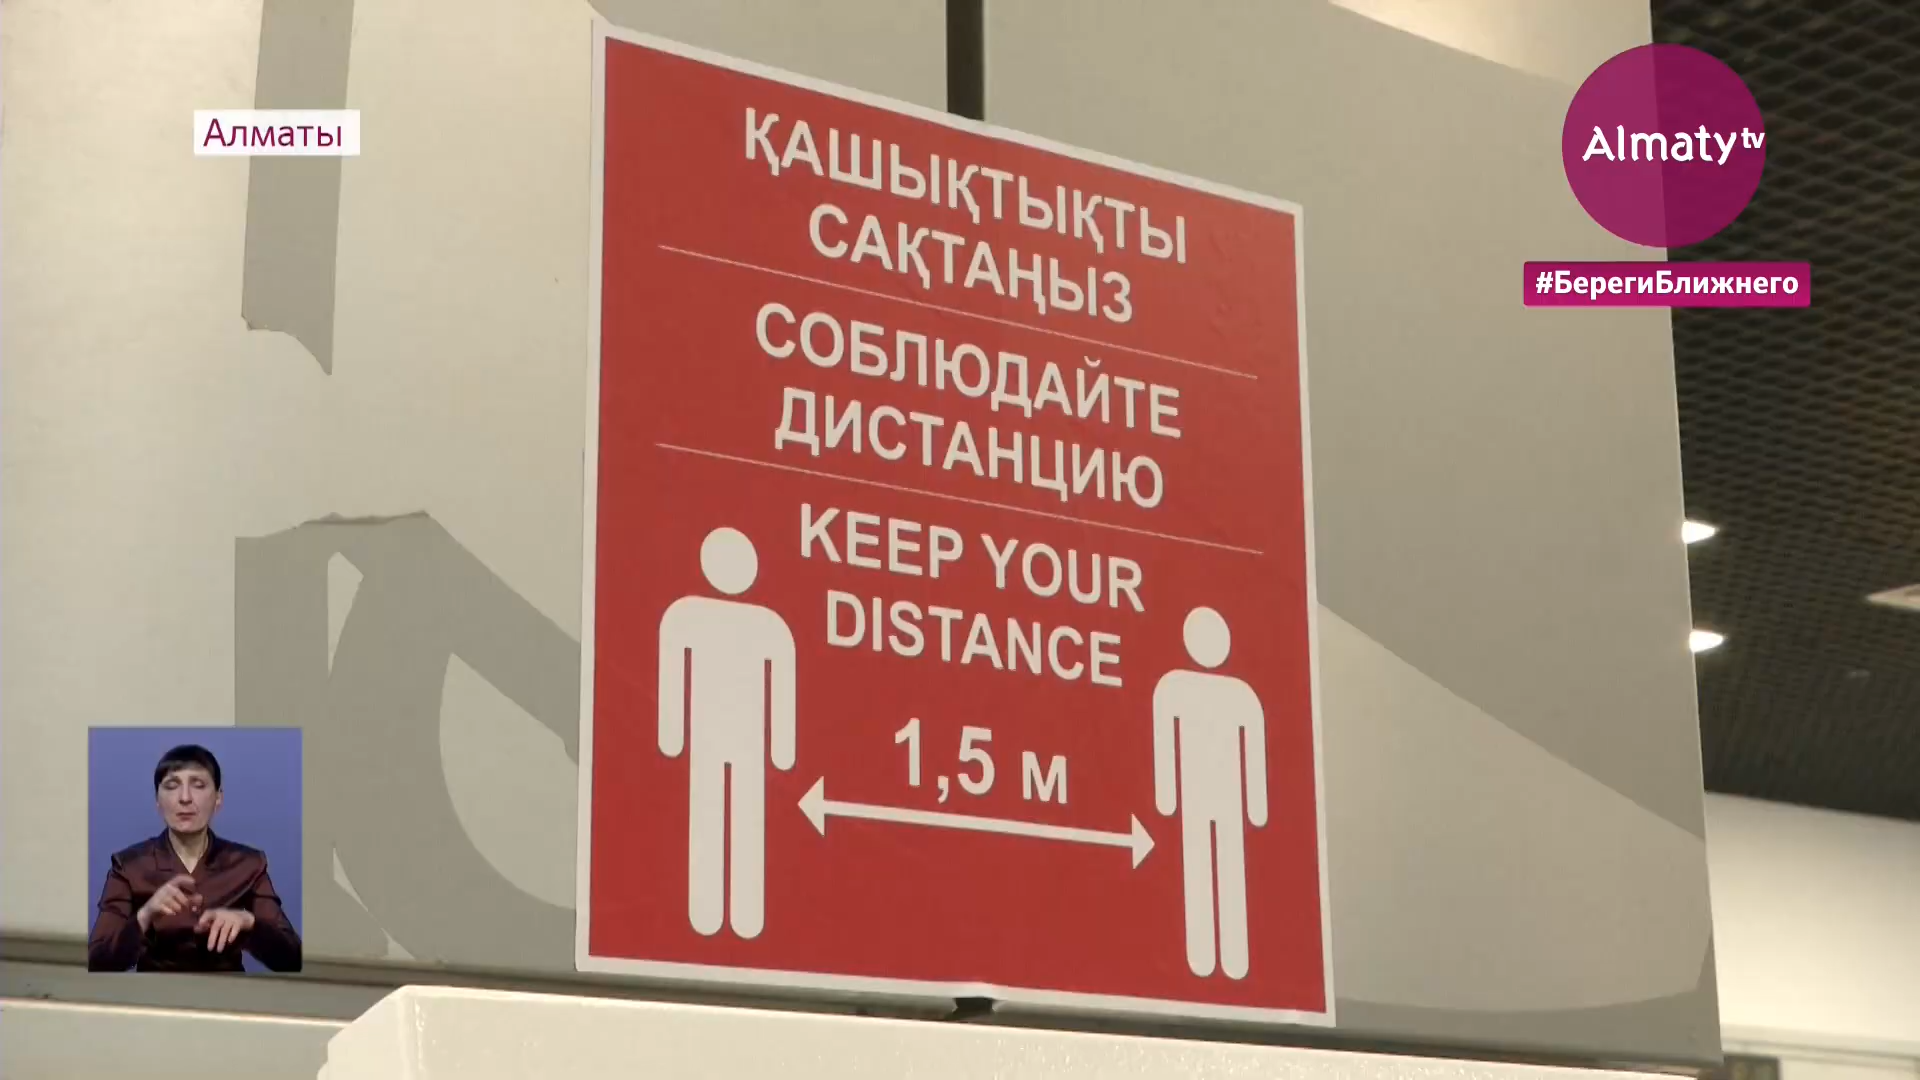 Алматы
Almaty tv
#БерегиБлижнего
ҚАШЫҚТЫҚТЫ
САҚТАҢЫЗ
СОБЛЮДАЙТЕ
ДИСТАНЦИЮ
KEEP YOUR
DISTANCE
1,5 м